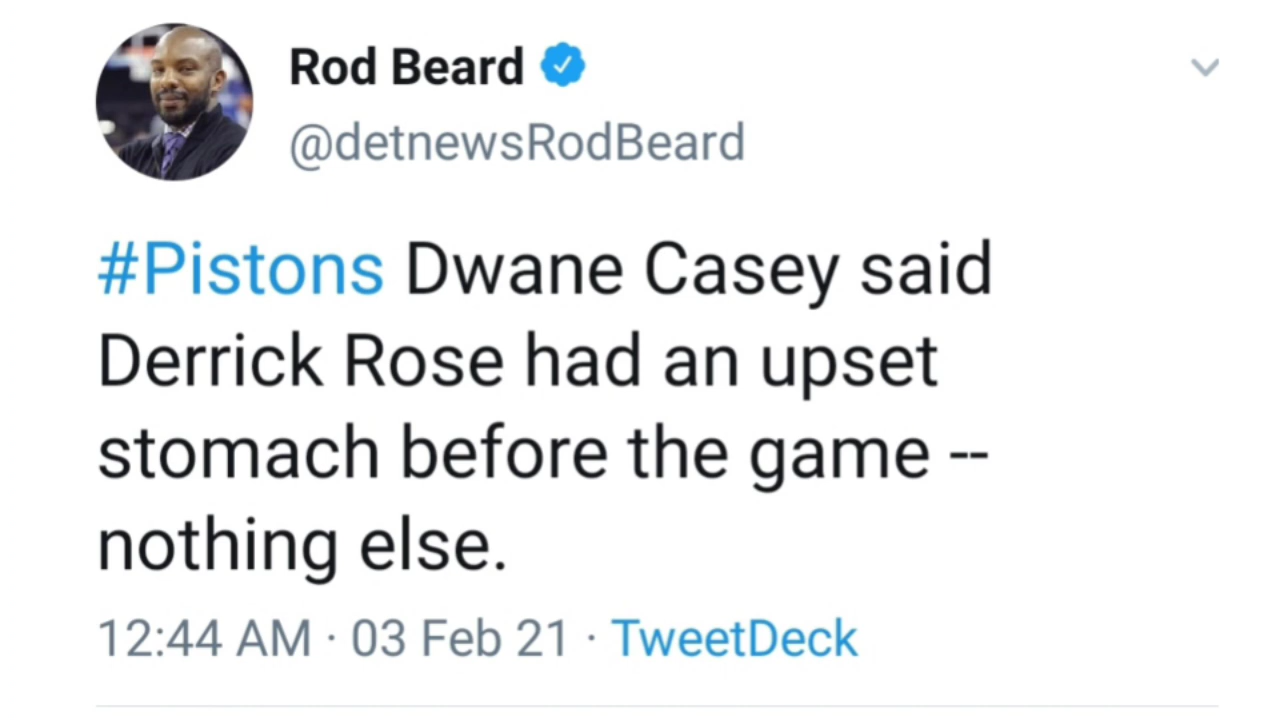 Rod Beard
@detnewsRodBeard
#Pistons Dwane Casey said
Derrick Rose had an upset
stomach before the game --
nothing else.
12:44 AM · 03 Feb 21 · TweetDeck